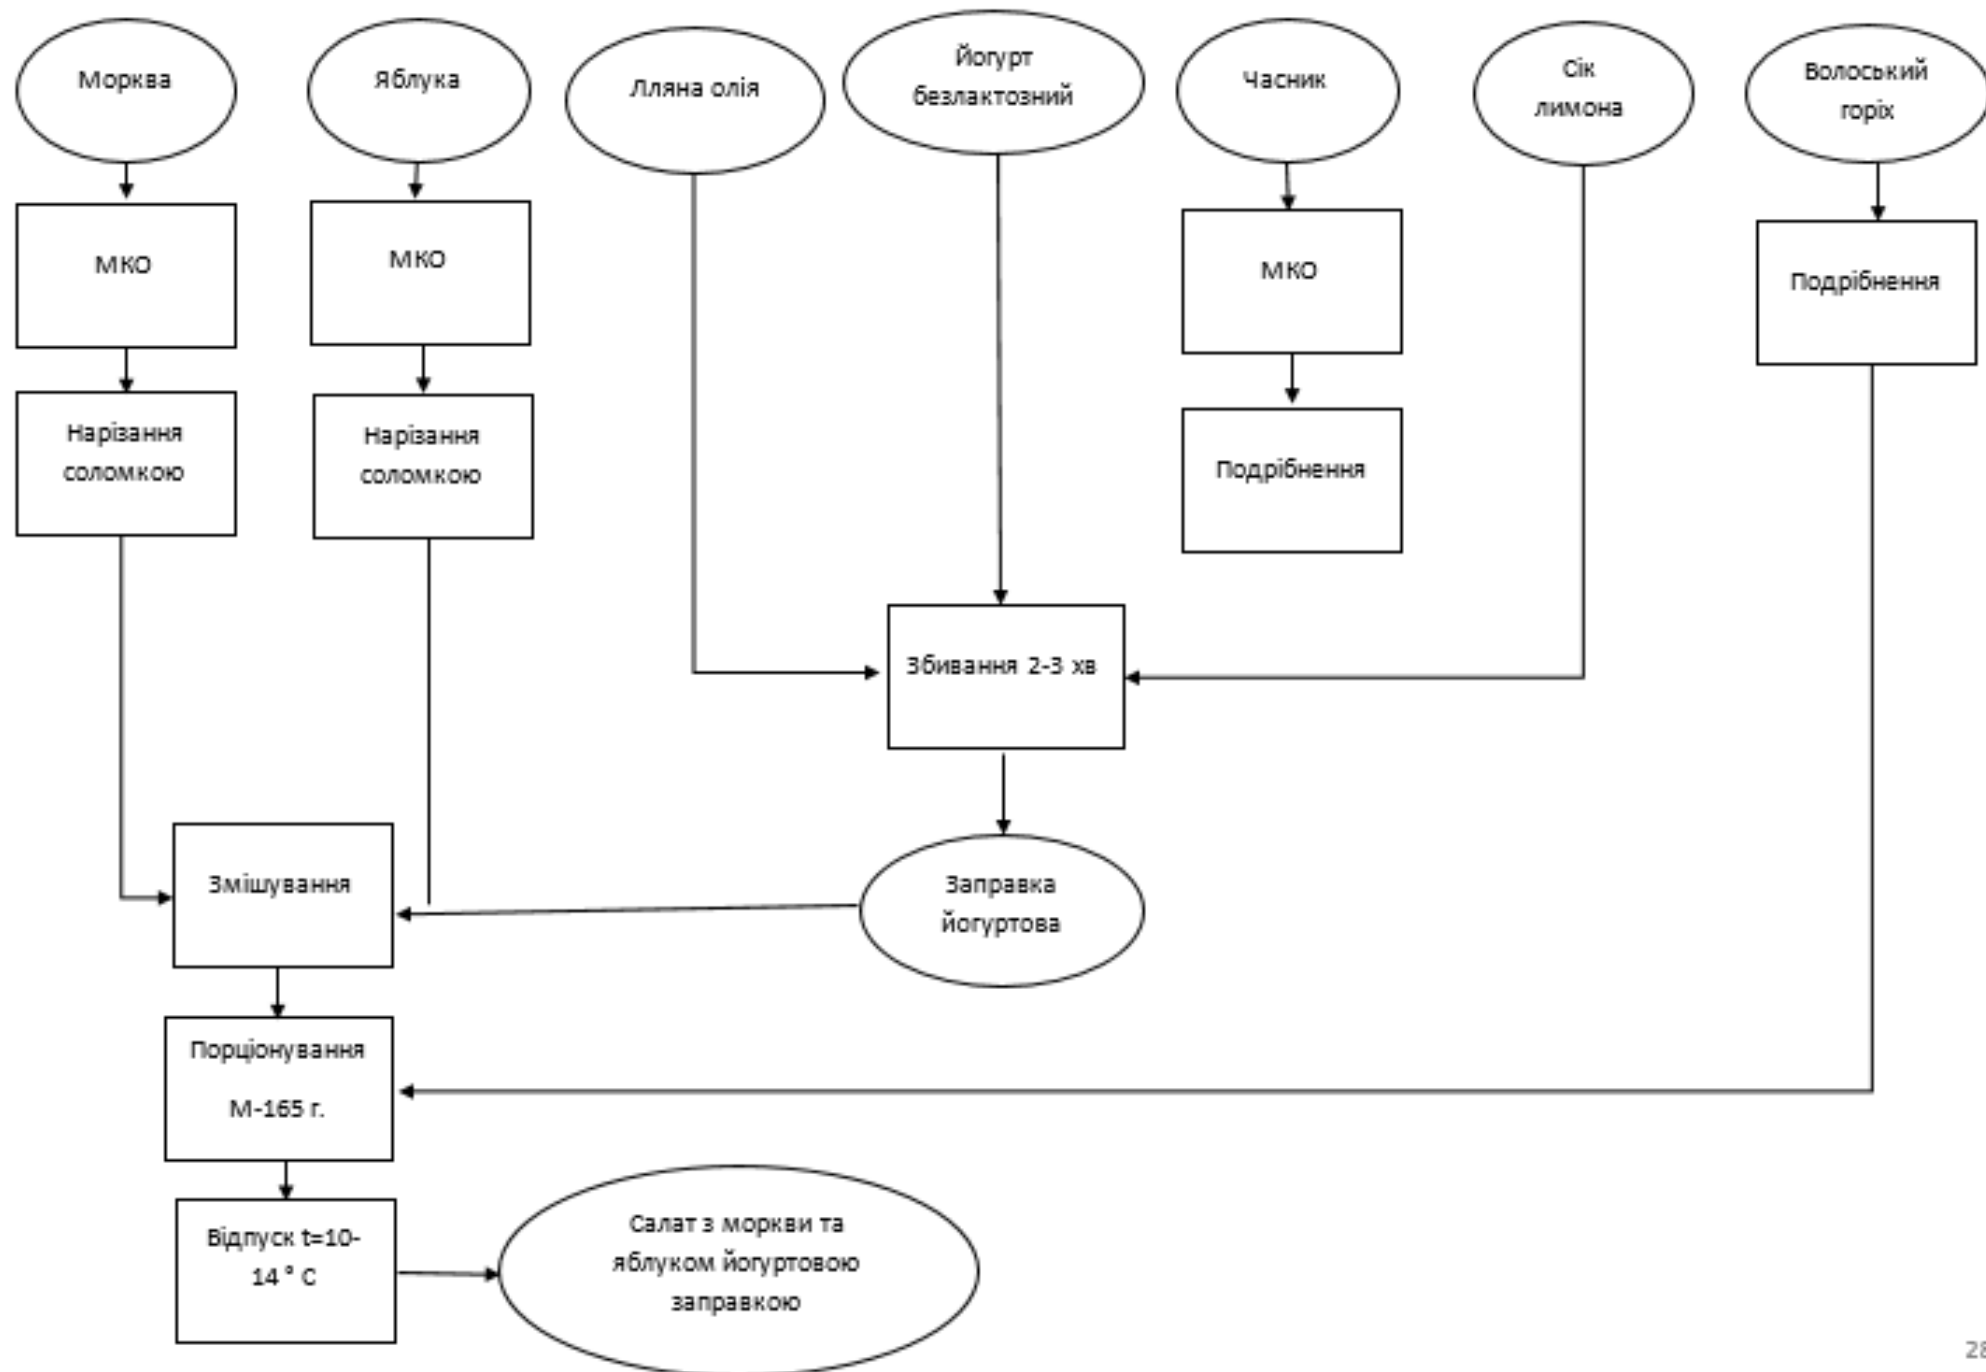 Морква
Яблука
Лляна олія
Йогурт
безлактозний
Часник
Сік
лимона
Волоський
горіх
МКО
МКО
МКО
Подрібнення
Нарізання
соломкою
Нарізання
соломкою
Подрібнення
Збивання 2-3 хв
Змішування
Заправка
йогуртова
Порціонування
М-165 г.
Відпуск t=10-
14 ° С
Салат з моркви та
яблуком йогуртовою
заправкою
28